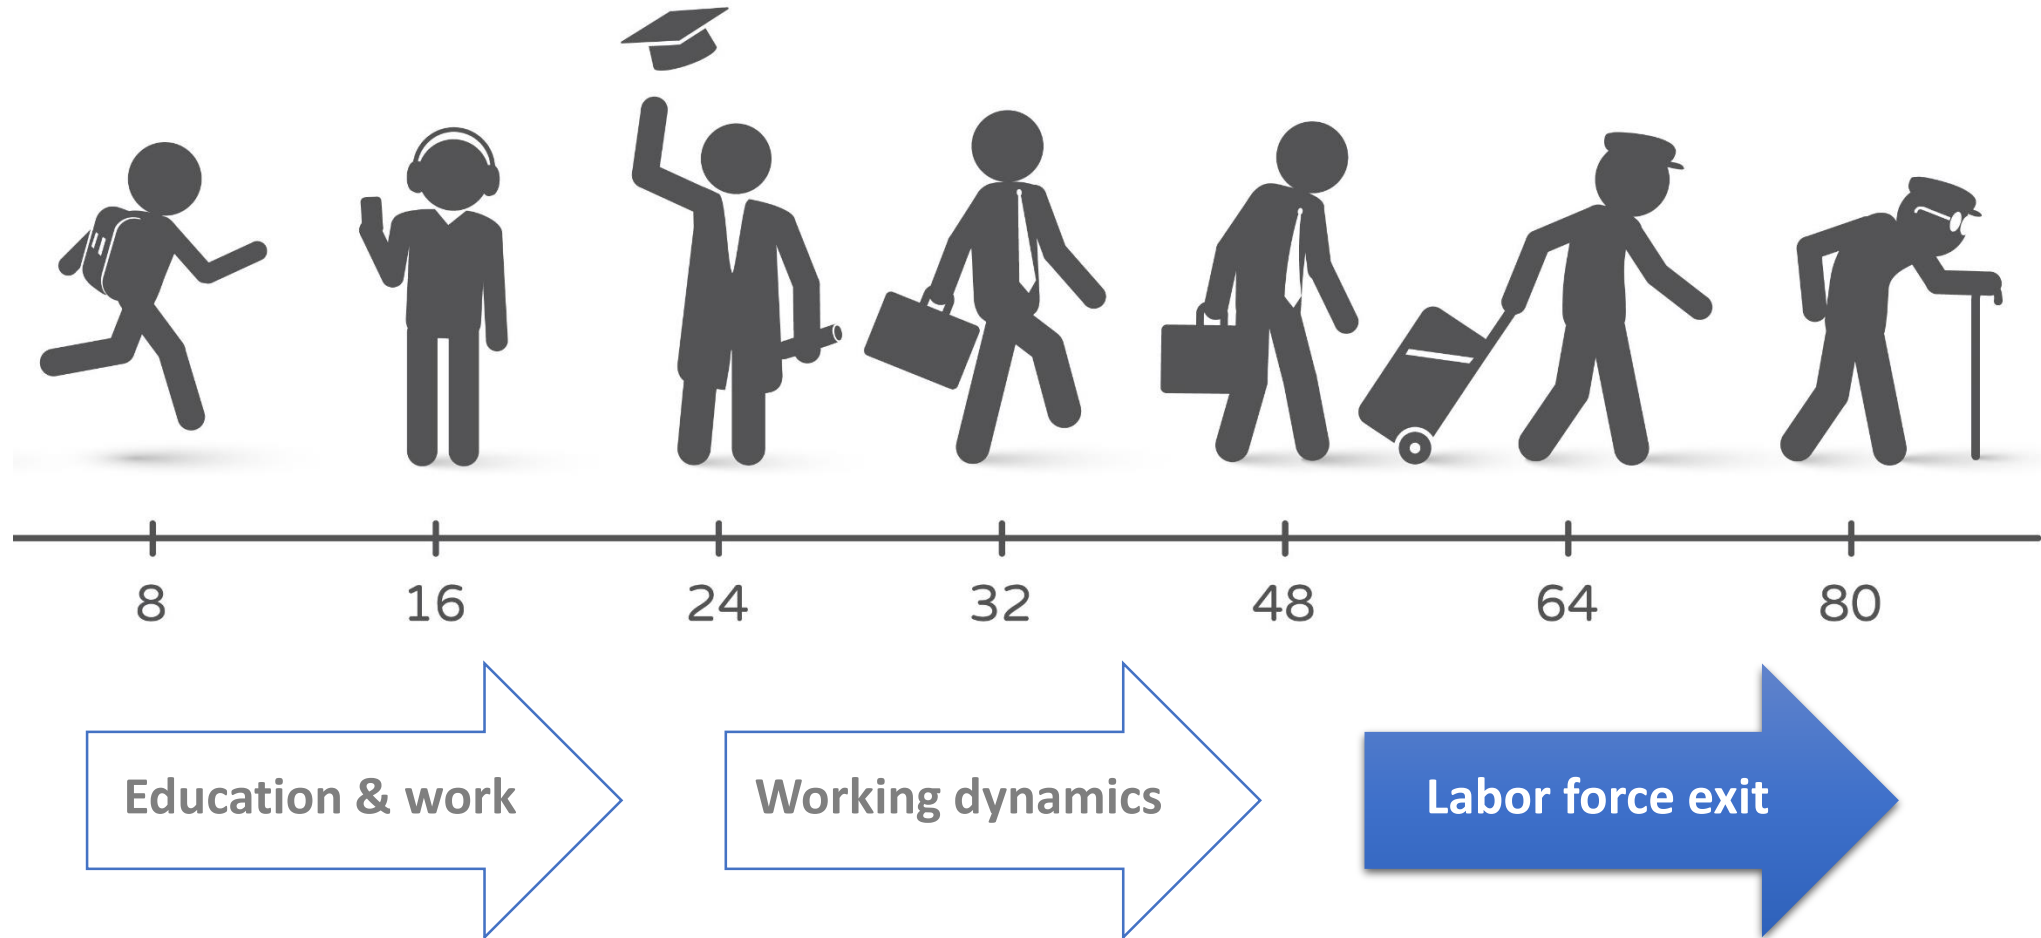 8 16 24 32 48 64 80
Education & work
Working dynamics
Labor force exit